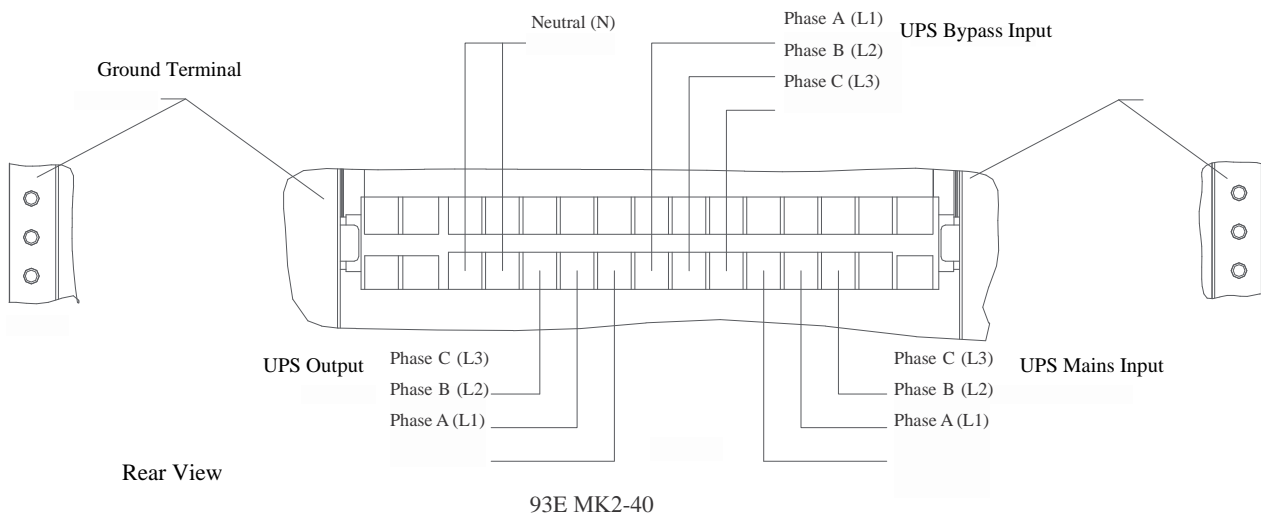 Neutral (N)
Phase A (L1)
UPS Bypass Input
Phase B (L2)
Phase C (L3)
Ground Terminal
UPS Output
Phase C (L3)
Phase B (L2)
Phase A (L1)
Phase C (L3)
UPS Mains Input
Phase B (L2)
Phase A (L1)
Rear View
93E MK2-40